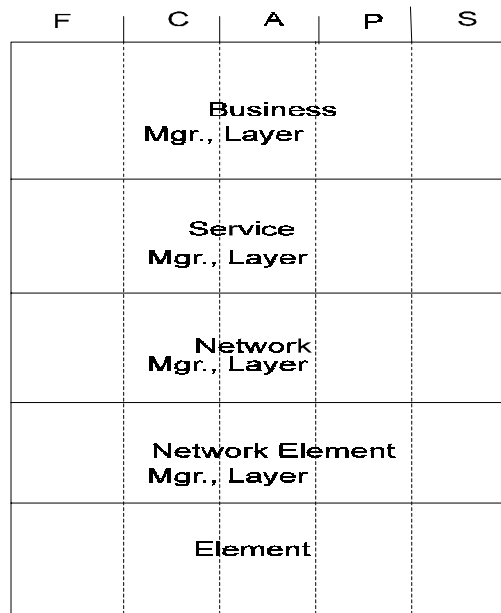 F C A P S
Business
Mgr., Layer
Service
Mgr., Layer
Network
Mgr., Layer
Network Element
Mgr., Layer
Element